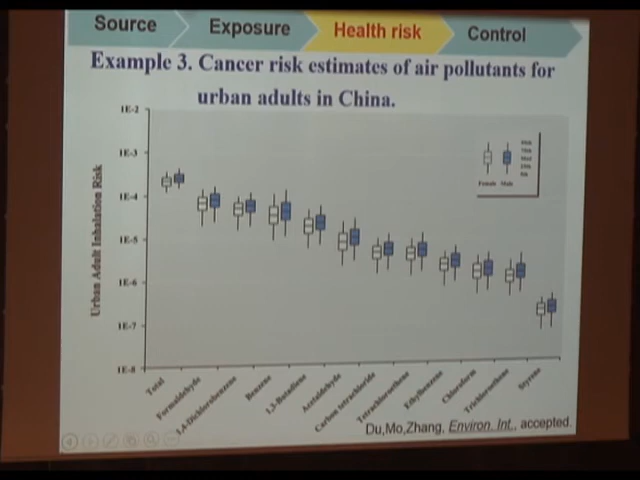 Source
Exposure
Health risk
Control
Example 3. Cancer risk estimates of air pollutants for
urban adults in China.
Urban Adult Inhalation Risk
1E-2
1E-3
1E-4
1E-5
1E-6
1E-7
1E-8
Female Male
Total
Formaldehyde
1,4-Dichlorobenzene
Benzene
1,3-Butadiene
Acetaldehyde
Carbon tetrachloride
Tetrachloroethene
Ethylbenzene
Chloroform
Trichloroethene
Styrene
Du,Mo,Zhang, Environ. Int., accepted.